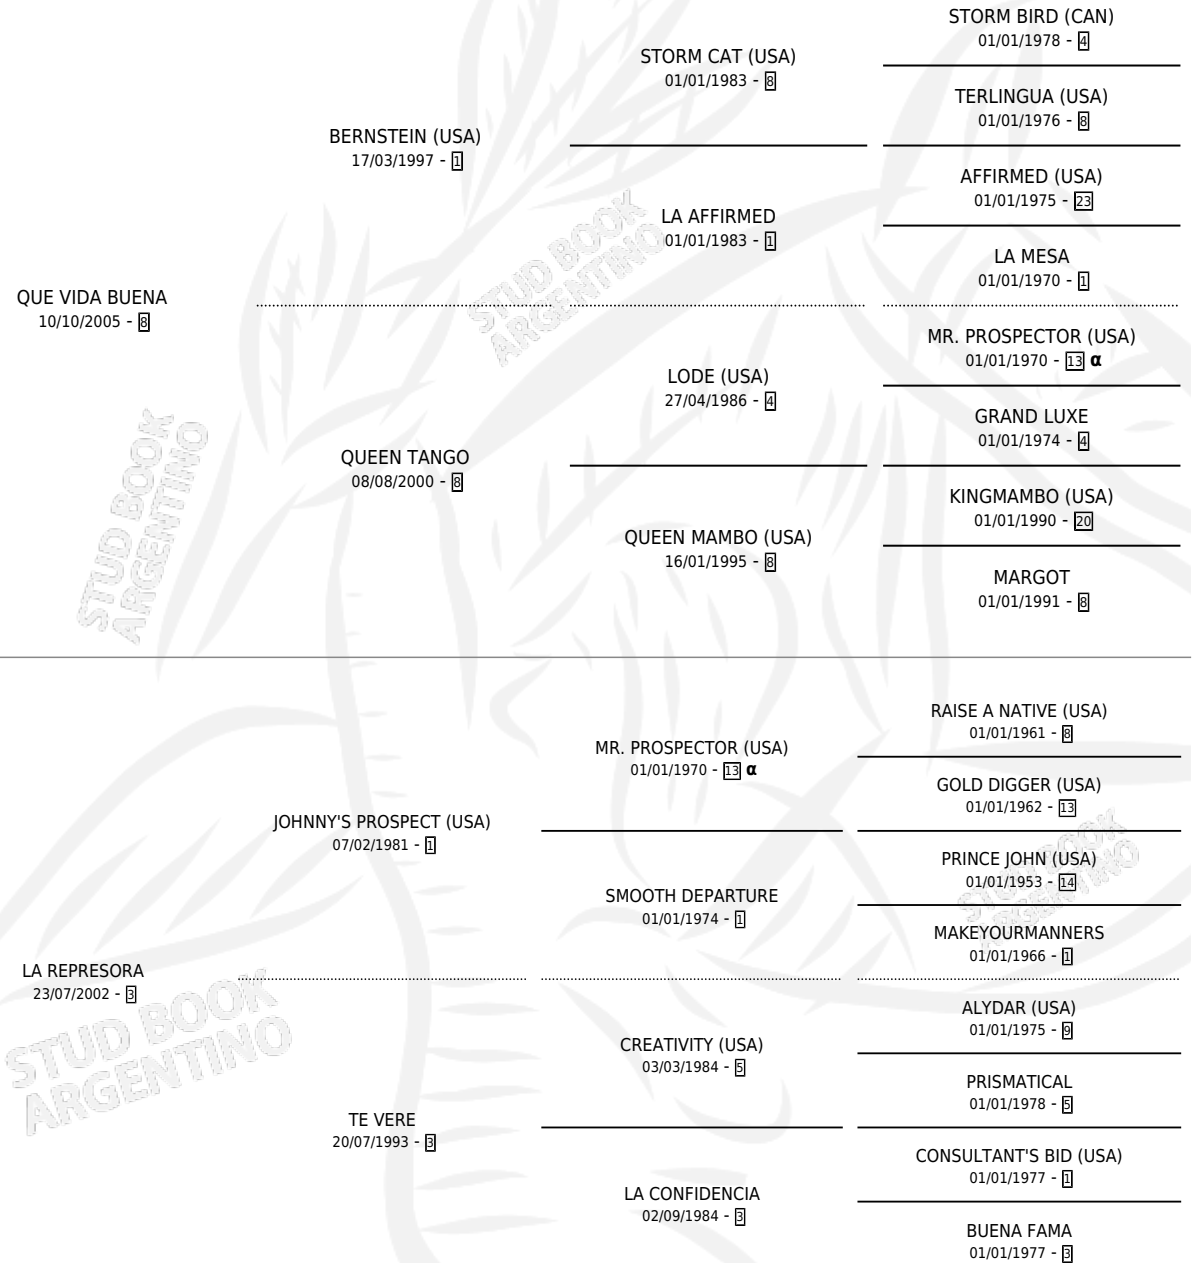 STORM BIRD (CAN)
01/01/1978 - 4
STORM CAT (USA)
01/01/1983 - 8
TERLINGUA (USA)
01/01/1976 - 8
BERNSTEIN (USA)
17/03/1997 - 1
AFFIRMED (USA)
01/01/1975 - 23
LA AFFIRMED
01/01/1983 - 1
LA MESA
01/01/1970 - 1
QUE VIDA BUENA
10/10/2005 - 8
MR. PROSPECTOR (USA)
01/01/1970 - 13 α
LODE (USA)
27/04/1986 - 4
GRAND LUXE
01/01/1974 - 4
QUEEN TANGO
08/08/2000 - 8
KINGMAMBO (USA)
01/01/1990 - 20
QUEEN MAMBO (USA)
16/01/1995 - 8
MARGOT
01/01/1991 - 8
RAISE A NATIVE (USA)
01/01/1961 - 8
MR. PROSPECTOR (USA)
01/01/1970 - 13 α
GOLD DIGGER (USA)
01/01/1962 - 13
JOHNNY'S PROSPECT (USA)
07/02/1981 - 1
PRINCE JOHN (USA)
01/01/1953 - 14
SMOOTH DEPARTURE
01/01/1974 - 1
MAKEYOURMANNERS
01/01/1966 - 1
LA REPRESORA
23/07/2002 - 3
ALYDAR (USA)
01/01/1975 - 9
CREATIVITY (USA)
03/03/1984 - 5
PRISMATICAL
01/01/1978 - 5
TE VERE
20/07/1993 - 3
CONSULTANT'S BID (USA)
01/01/1977 - 1
LA CONFIDENCIA
02/09/1984 - 3
BUENA FAMA
01/01/1977 - 3
STUD BOOK
ARGENTINO
STUD BOOK
ARGENTINO
STUD BOOK
ARGENTINO
STUD BOOK
ARGENTINO